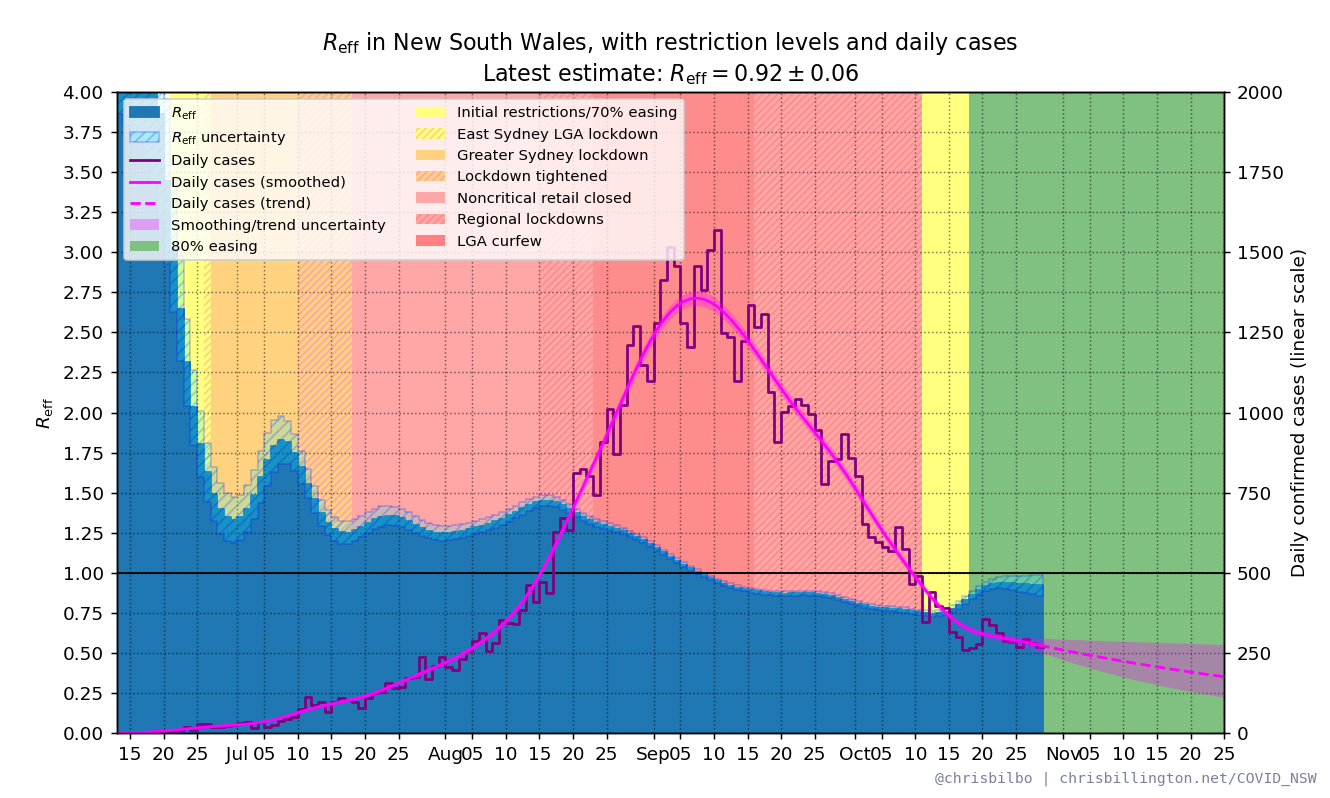 Reff in New South Wales, with restriction levels and daily cases
Latest estimate: Reff = 0.92 ± 0.06
4.00
3.75
3.50
3.25
3.00
2.75
2.50
2.25
2.00
1.75
1.50
1.25
1.00
0.75
0.50
0.25
0.00
Reff
Reff
Reff uncertainty
Daily cases
Daily cases (smoothed)
Daily cases (trend)
Smoothing/trend uncertainty
80% easing
Initial restrictions/70% easing
East Sydney LGA lockdown
Greater Sydney lockdown
Lockdown tightened
Noncritical retail closed
Regional lockdowns
LGA curfew
2000
1750
1500
1250
1000
750
500
250
0
Daily confirmed cases (linear scale)
15 20 25 Jul 05 10 15 20 25 Aug 05 10 15 20 25 Sep 05 10 15 20 25 Oct 05 10 15 20 25 Nov 05 10 15 20 25
@chrisbilbo | chrisbillington.net/COVID_NSW